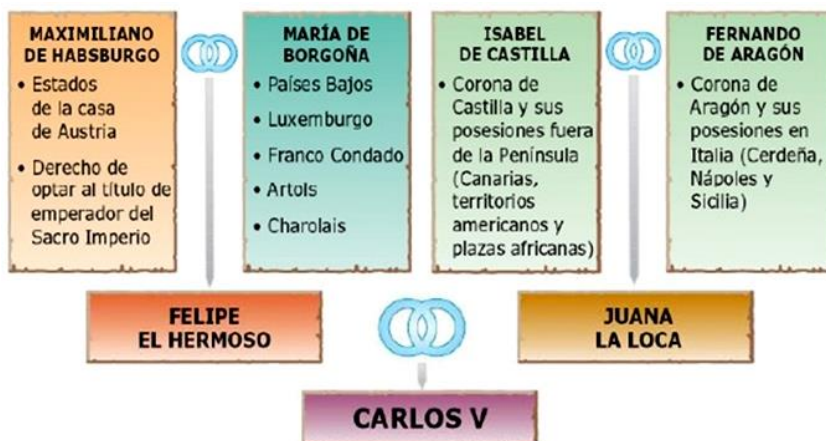 MAXIMILIANO
DE HABSBURGO
• Estados
de la casa
de Austria
• Derecho de
optar al título de
emperador del
Sacro Imperio
MARÍA DE
BORGOÑA
• Países Bajos
• Luxemburgo
• Franco Condado
• Artols
• Charolais
ISABEL
DE CASTILLA
• Corona de
Castilla y sus
posesiones fuera
de la Península
(Canarias,
territorios
americanos y
plazas africanas)
FERNANDO
DE ARAGÓN
• Corona de
Aragón y sus
posesiones en
Italia (Cerdeña,
Nápoles y
Sicilia)
FELIPE
EL HERMOSO
JUANA
LA LOCA
CARLOS V